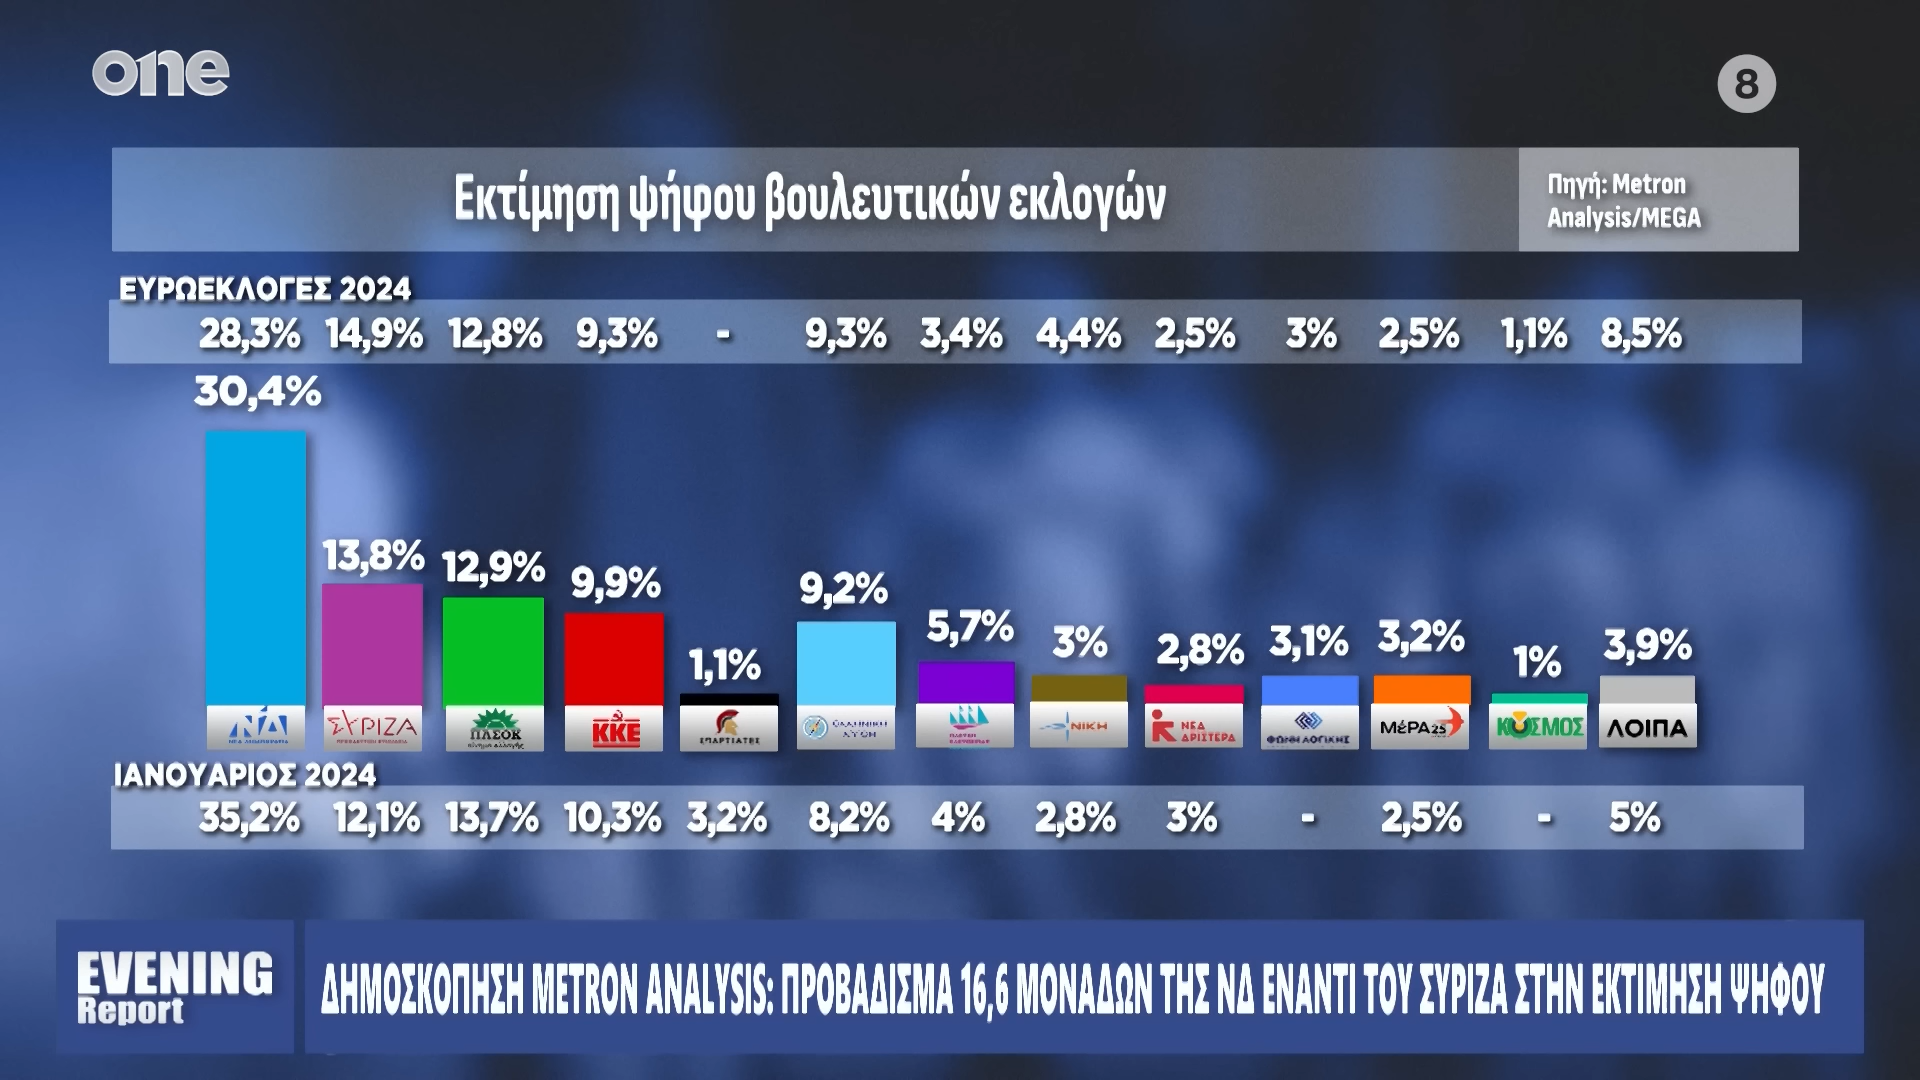 one
8
Εκτίμηση ψήφου βουλευτικών εκλογών
Πηγή: Metron
Analysis/MEGA
ΕΥΡΩΕΚΛΟΓΕΣ 2024
28,3% 14,9% 12,8% 9,3% - 9,3% 3,4% 4,4% 2,5% 3% 2,5% 1,1% 8,5%
30,4%
13,8% 12,9% 9,9% 1,1% 9,2% 5,7% 3% 2,8% 3,1% 3,2% 1% 3,9%
ΝΔ
ΝΕΑ ΔΗΜΟΚΡΑΤΙΑ
ΣΥΡΙΖΑ
ΠΑΣΟΚ
κίνημα αλλαγής
ΚΚΕ
ΣΠΑΡΤΙΑΤΕΣ
ΕΛΛΗΝΙΚΗ
ΛΥΣΗ
ΝΙΚΗ
ΝΕΑ
ΑΡΙΣΤΕΡΑ
ΦΩΝΗ ΛΟΓΙΚΗΣ
ΜέΡΑ25
ΚΟΣΜΟΣ
ΛΟΙΠΑ
ΙΑΝΟΥΑΡΙΟΣ 2024
35,2% 12,1% 13,7% 10,3% 3,2% 8,2% 4% 2,8% 3% - 2,5% - 5%
EVENING
Report
ΔΗΜΟΣΚΟΠΗΣΗ METRON ANALYSIS: ΠΡΟΒΑΔΙΣΜΑ 16,6 ΜΟΝΑΔΩΝ ΤΗΣ ΝΔ ΕΝΑΝΤΙ ΤΟΥ ΣΥΡΙΖΑ ΣΤΗΝ ΕΚΤΙΜΗΣΗ ΨΗΦΟΥ